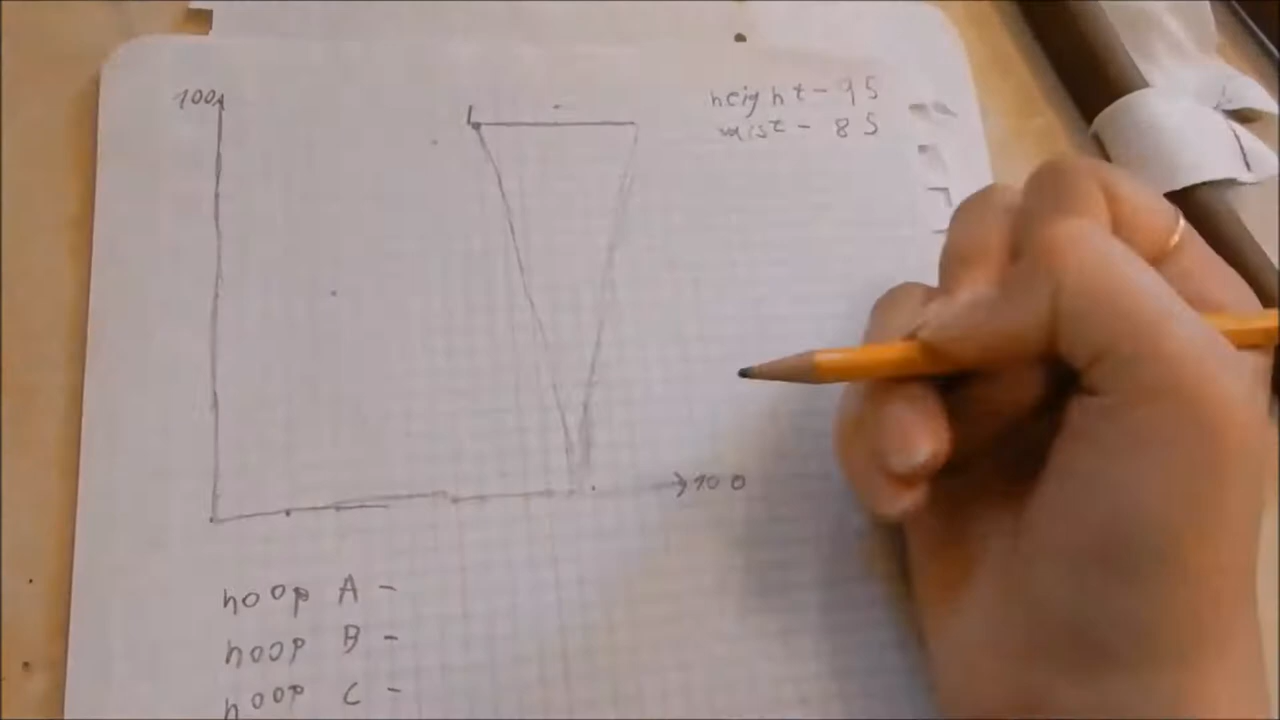 100
height - 95
waist - 85
100
hoop A -
hoop B -
hoop C -